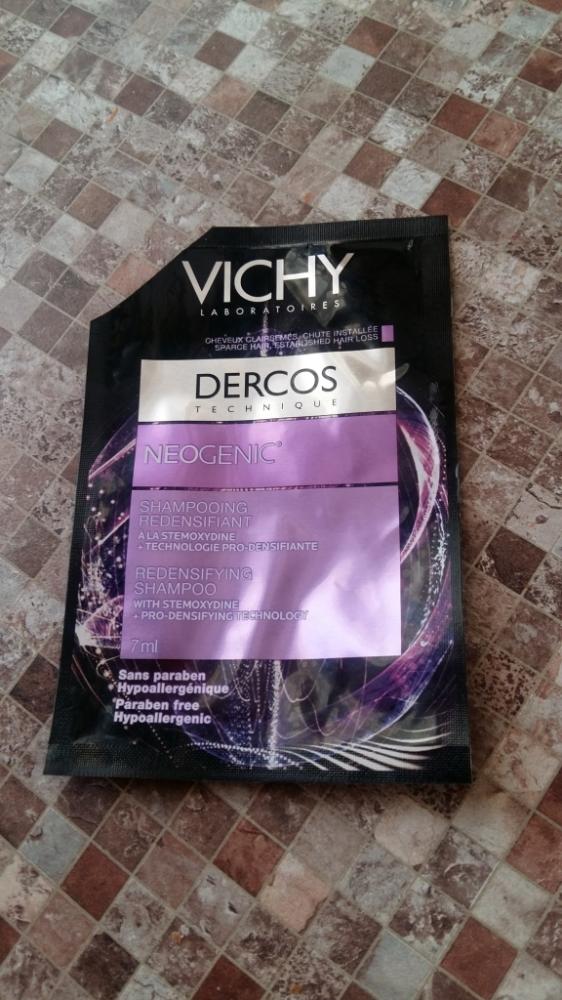 VICHY
LABORATOIRES
CHEVEUX CLAIRSEMÉS, CHUTE INSTALLÉE
SPARCE HAIR, ESTABLISHED HAIR LOSS
DERCOS
TECHNIQUE
NEOGENIC®
SHAMPOOING
REDENSIFIANT
A LA STEMOXYDINE
+ TECHNOLOGIE PRO-DENSIFIANTE
REDENSIFYING
SHAMPOO
WITH STEMOXYDINE
+ PRO-DENSIFYING TECHNOLOGY
7ml
Sans paraben
Hypoallergénique
Paraben free
Hypoallergenic